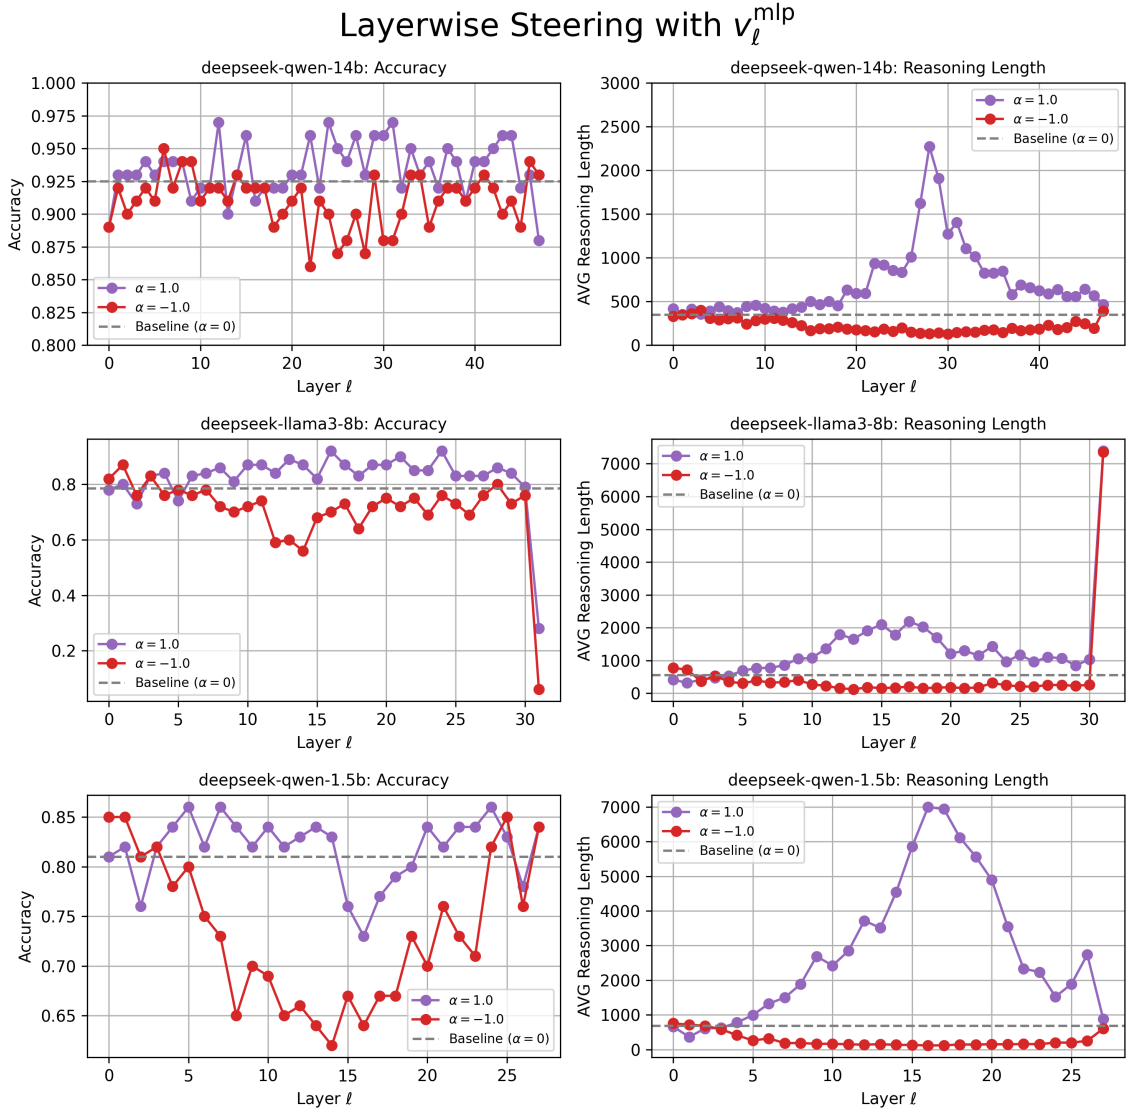 Layerwise Steering with v_ℓ^mlp
deepseek-qwen-14b: Accuracy
Accuracy
1.000
0.975
0.950
0.925
0.900
0.875
0.850
0.825
0.800
α = 1.0
α = −1.0
Baseline (α = 0)
0 10 20 30 40
Layer ℓ
deepseek-qwen-14b: Reasoning Length
AVG Reasoning Length
3000
2500
2000
1500
1000
500
0
α = 1.0
α = −1.0
Baseline (α = 0)
0 10 20 30 40
Layer ℓ
deepseek-llama3-8b: Accuracy
Accuracy
0.8
0.6
0.4
0.2
α = 1.0
α = −1.0
Baseline (α = 0)
0 5 10 15 20 25 30
Layer ℓ
deepseek-llama3-8b: Reasoning Length
AVG Reasoning Length
7000
6000
5000
4000
3000
2000
1000
0
α = 1.0
α = −1.0
Baseline (α = 0)
0 5 10 15 20 25 30
Layer ℓ
deepseek-qwen-1.5b: Accuracy
Accuracy
0.85
0.80
0.75
0.70
0.65
α = 1.0
α = −1.0
Baseline (α = 0)
0 5 10 15 20 25
Layer ℓ
deepseek-qwen-1.5b: Reasoning Length
AVG Reasoning Length
7000
6000
5000
4000
3000
2000
1000
0
α = 1.0
α = −1.0
Baseline (α = 0)
0 5 10 15 20 25
Layer ℓ